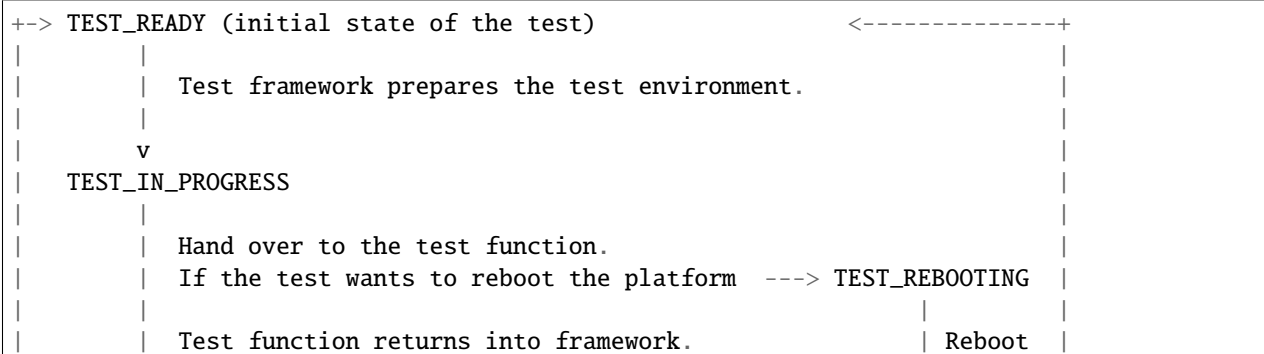 +-> TEST_READY (initial state of the test)                  <--------------+
|        |                                                                 |
|        |  Test framework prepares the test environment.                  |
|        |                                                                 |
|        v                                                                 |
|   TEST_IN_PROGRESS                                                       |
|        |                                                                 |
|        |  Hand over to the test function.                                |
|        |  If the test wants to reboot the platform  ---> TEST_REBOOTING  |
|        |                                                       |         |
|        |  Test function returns into framework.                | Reboot  |